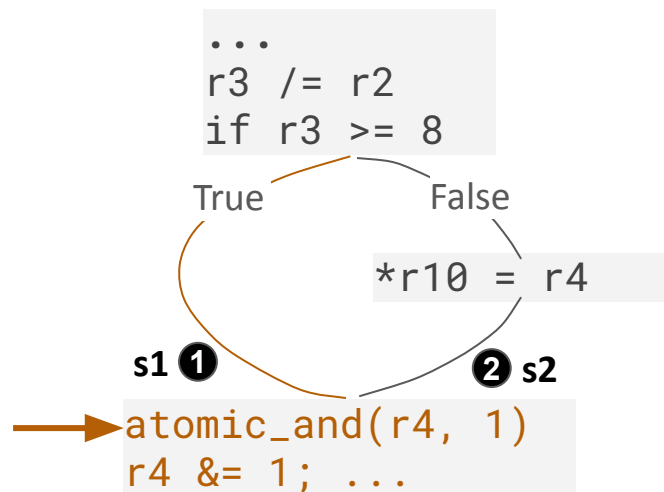 ...
r3 /= r2
if r3 >= 8
True
False
*r10 = r4
s1 1
2 s2
atomic_and(r4, 1)
r4 &= 1; ...